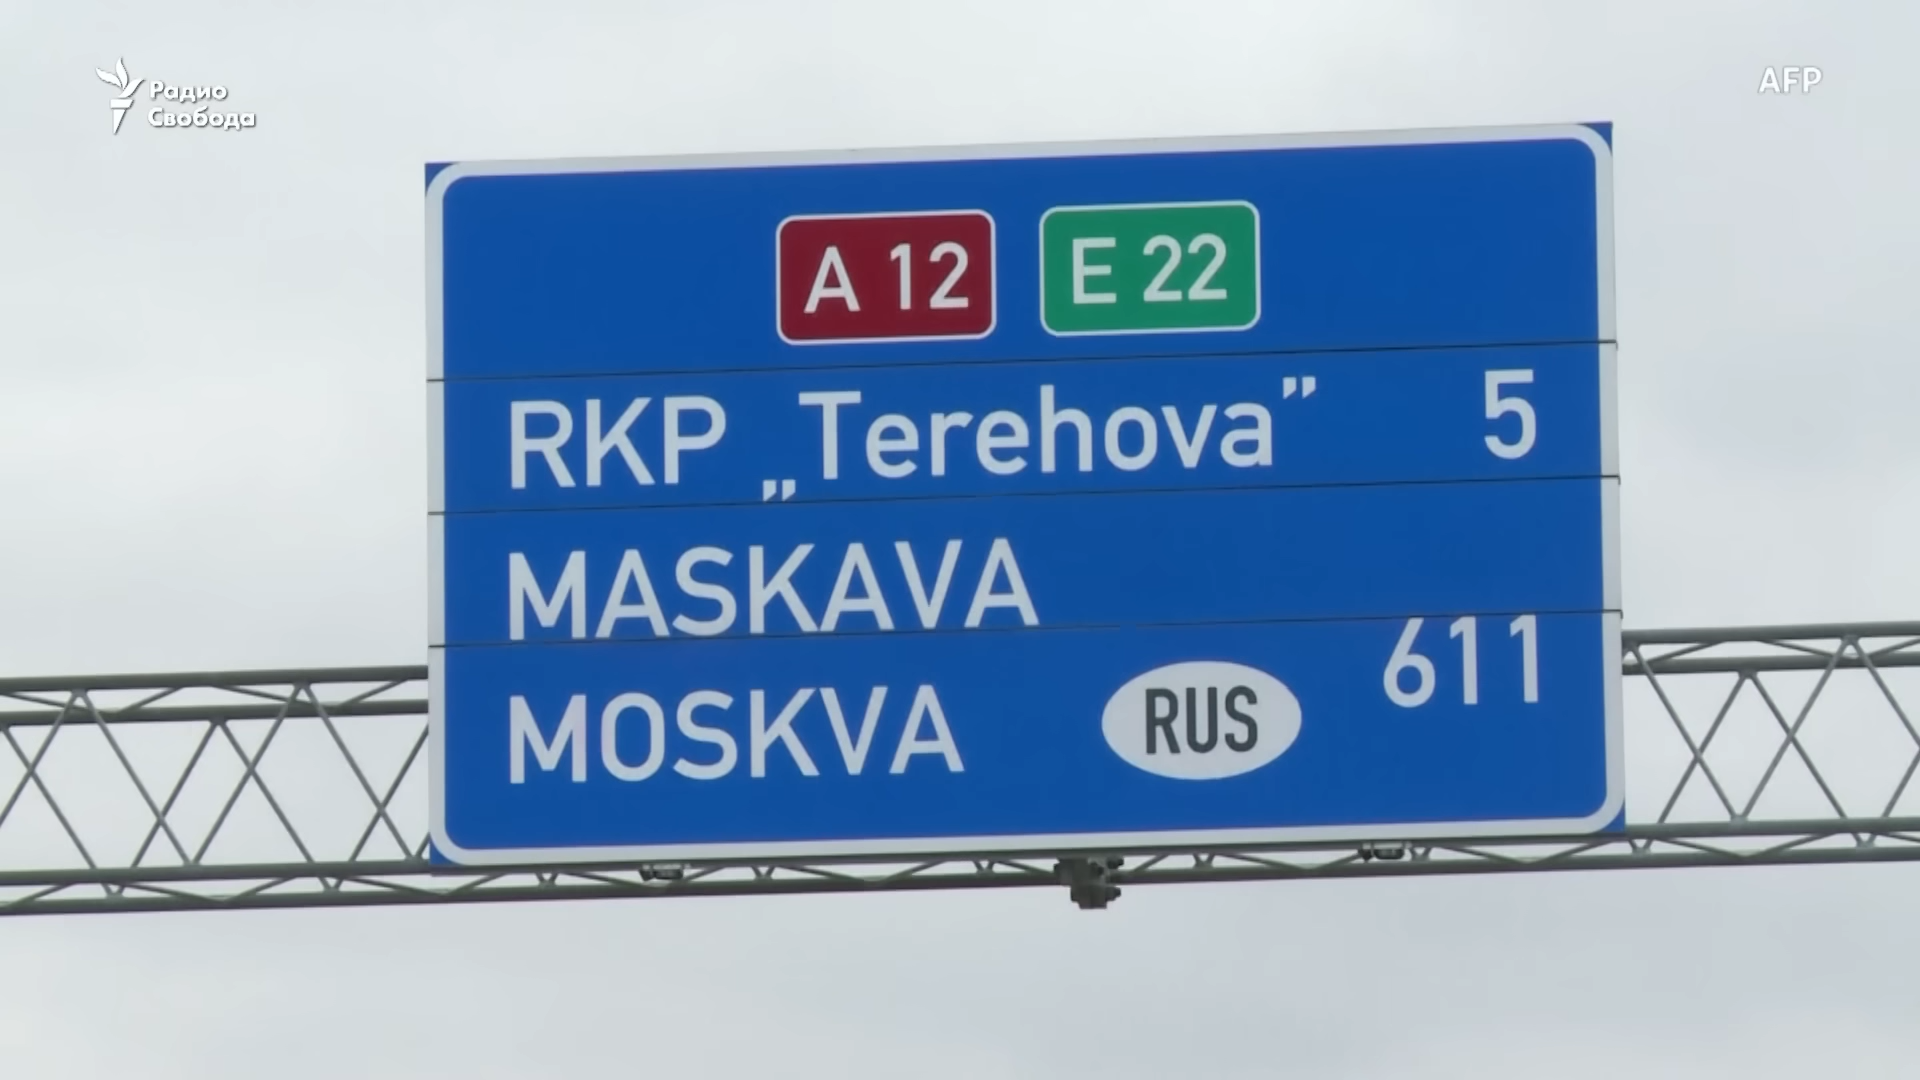 Радио
Свобода
AFP
A 12 E 22
RKP „Terehova” 5
MASKAVA
611
MOSKVA RUS